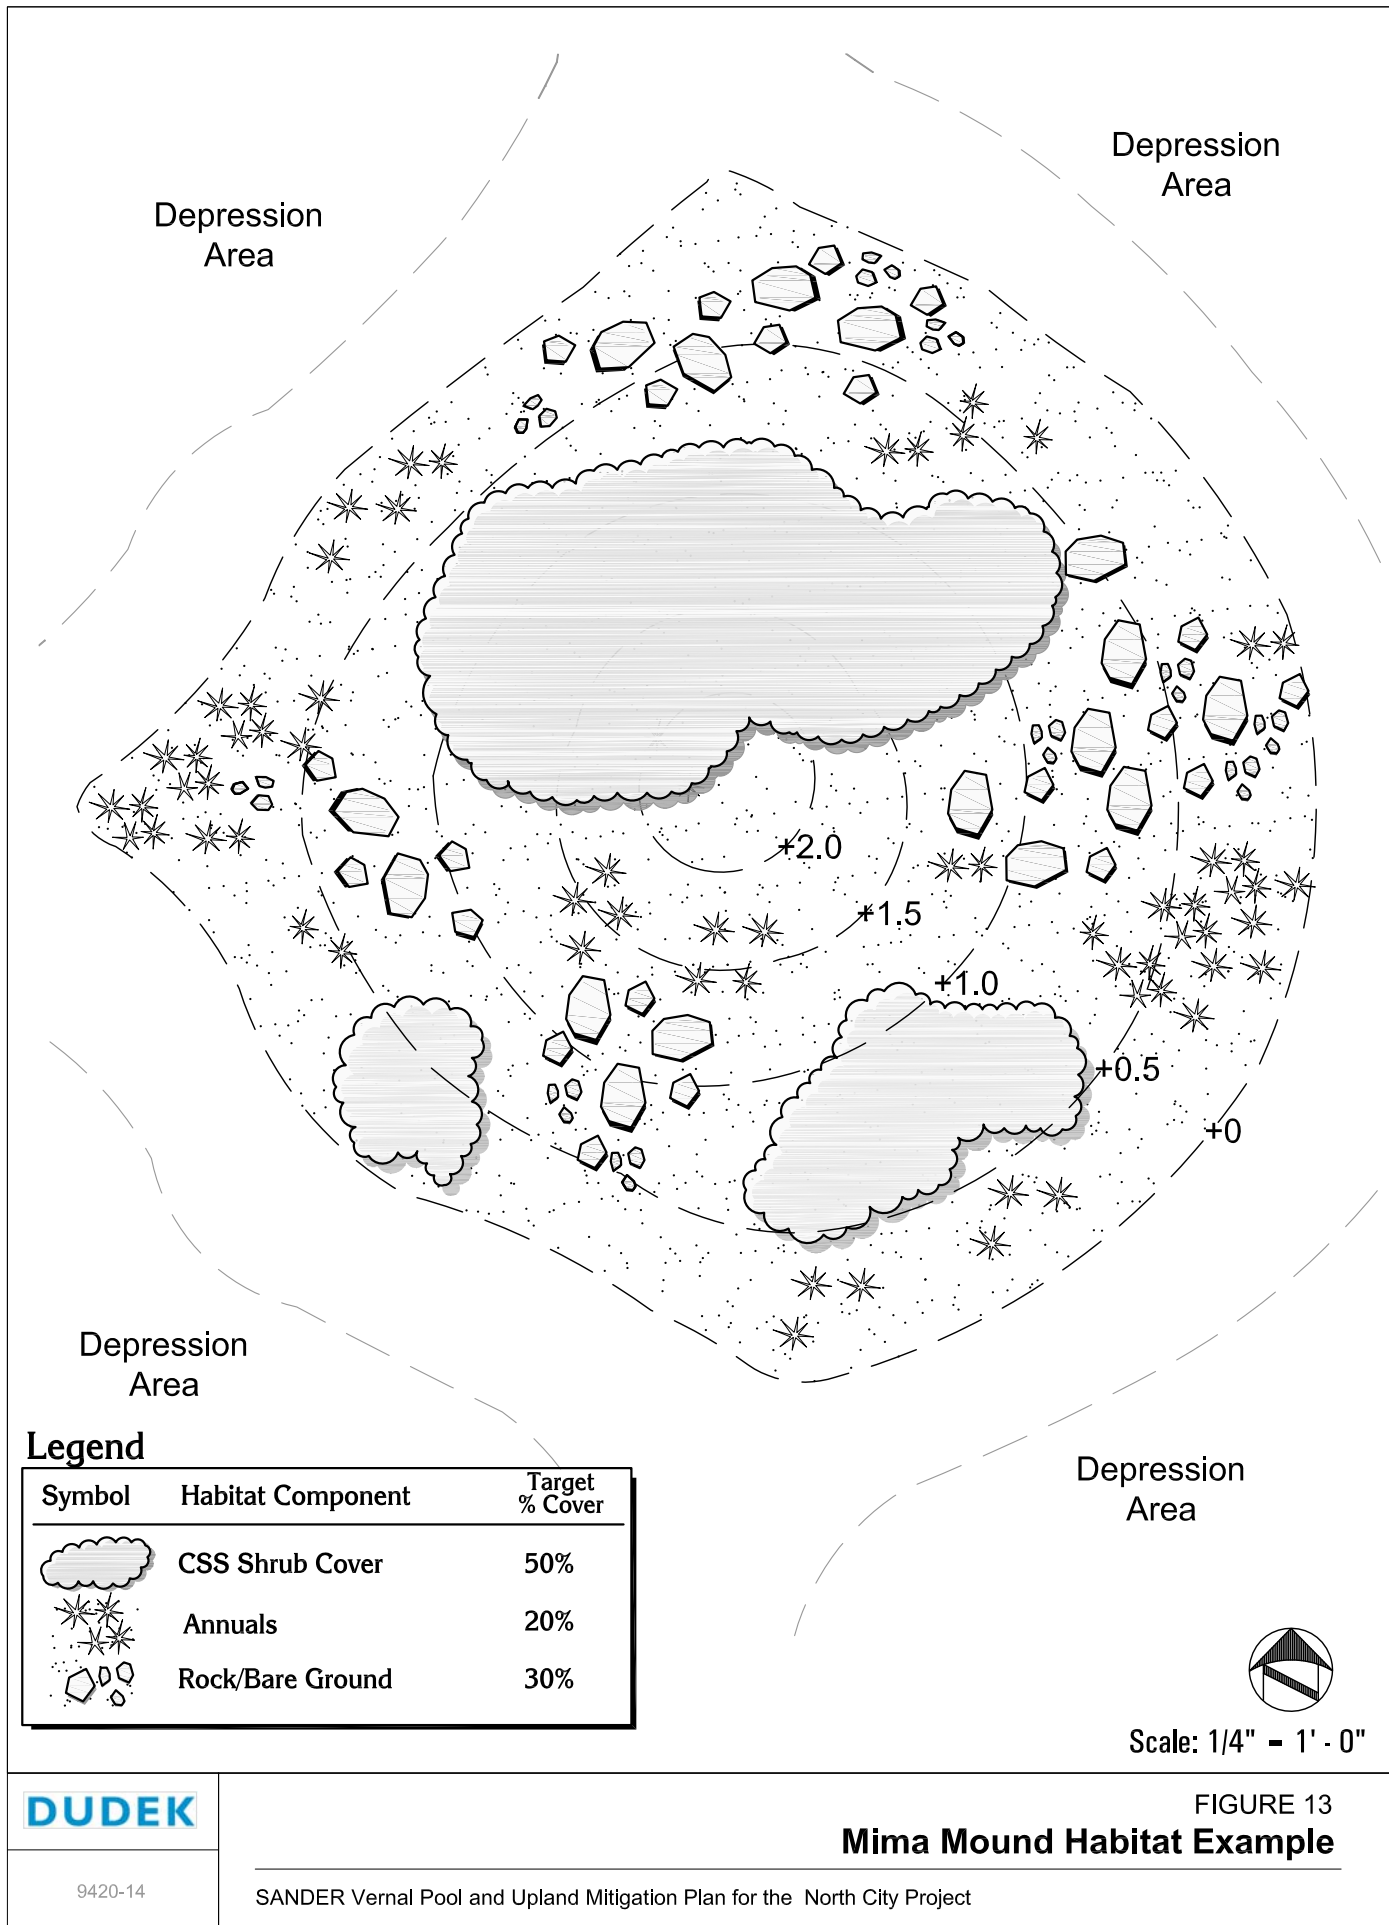 Depression
Area
Depression
Area
+2.0
+1.5
+1.0
+0.5
+0
Depression
Area
Depression
Area
Legend
Symbol Habitat Component Target % Cover
CSS Shrub Cover 50%
Annuals 20%
Rock/Bare Ground 30%
Scale: 1/4" = 1' - 0"
DUDEK
9420-14
FIGURE 13
Mima Mound Habitat Example
SANDER Vernal Pool and Upland Mitigation Plan for the North City Project